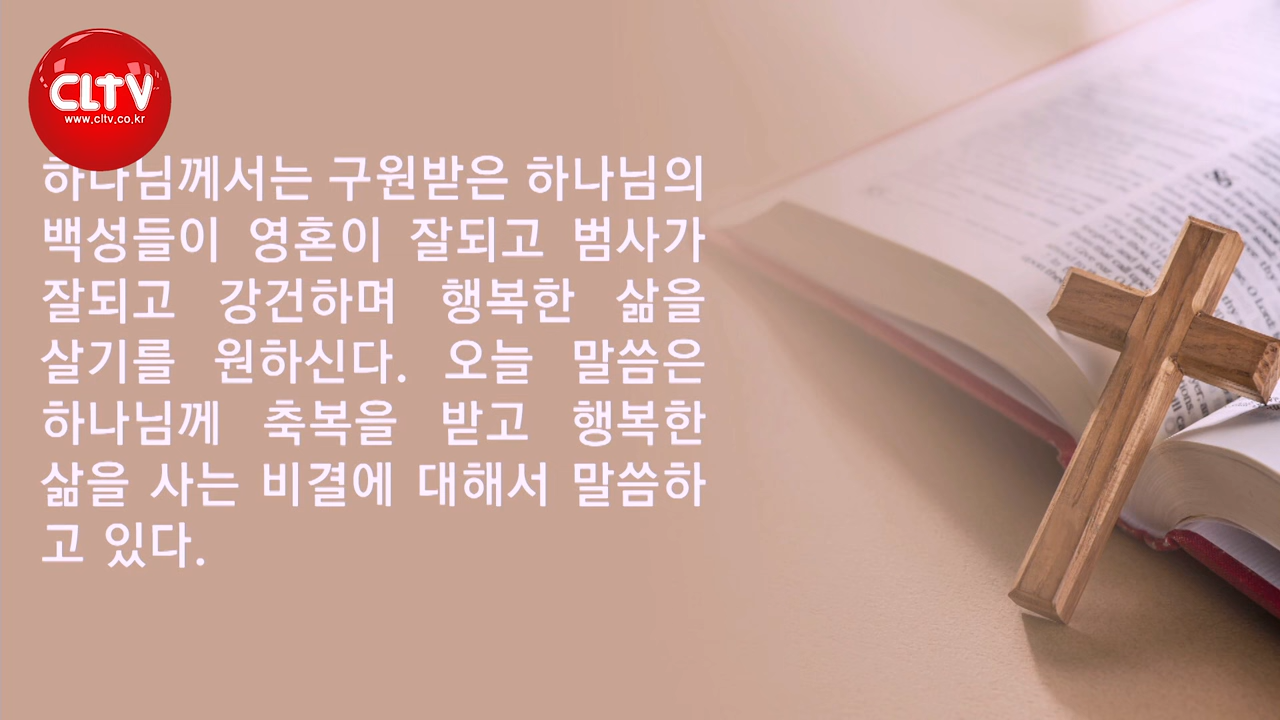 CLTV
www.cltv.co.kr
하나님께서는 구원받은 하나님의
백성들이 영혼이 잘되고 범사가
잘되고 강건하며 행복한 삶을
살기를 원하신다. 오늘 말씀은
하나님께 축복을 받고 행복한
삶을 사는 비결에 대해서 말씀하
고 있다.